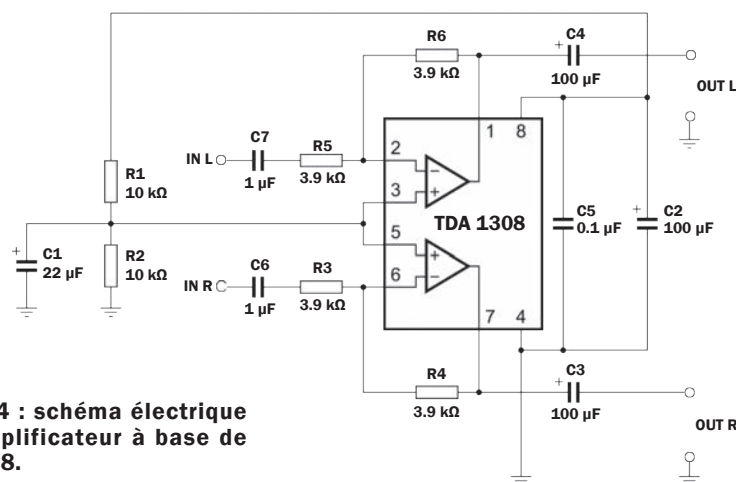 R6
3.9 kΩ
C4
+
100 µF
OUT L
C7
IN L
1 µF
R5
3.9 kΩ
1
8
2
3
−
+
TDA 1308
5
6
+
−
7
4
R1
10 kΩ
+
C1
22 µF
R2
10 kΩ
C5
0.1 µF
+
C2
100 µF
C6
IN R
1 µF
R3
3.9 kΩ
R4
3.9 kΩ
C3
+
100 µF
OUT R
4 : schéma électrique
plificateur à base de
8.